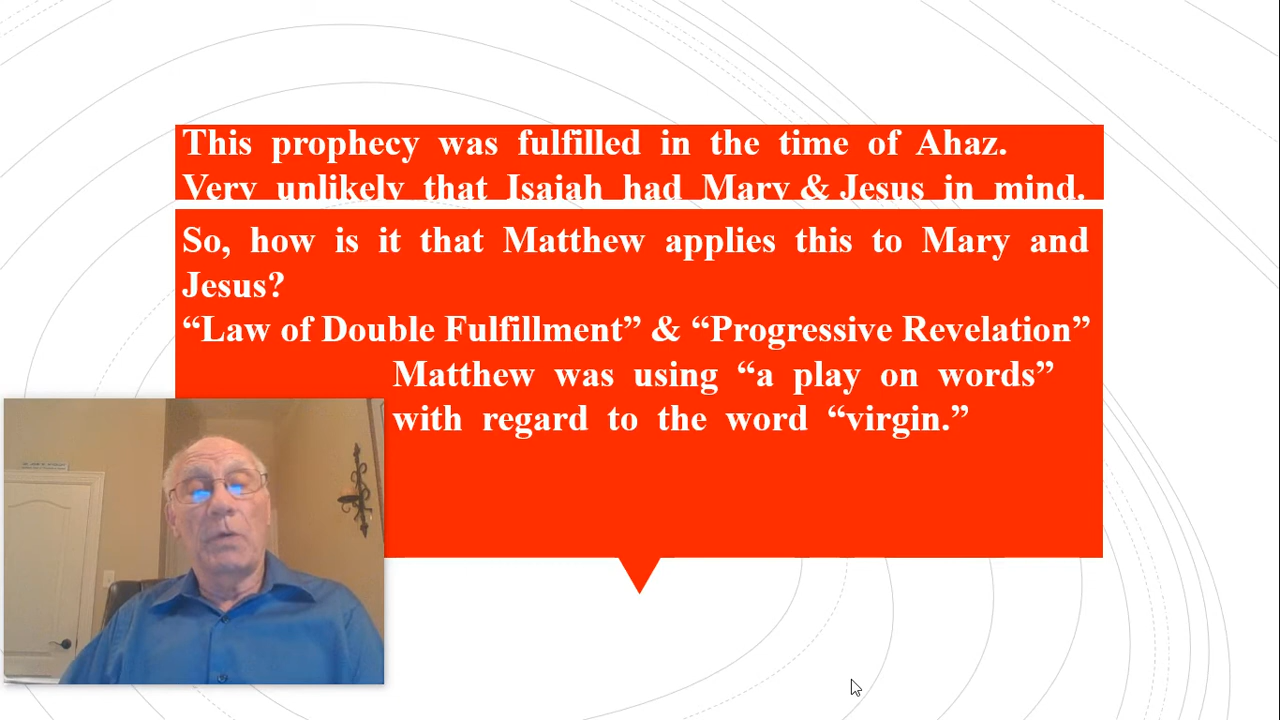 This prophecy was fulfilled in the time of Ahaz.
Very unlikely that Isaiah had Mary & Jesus in mind.
So, how is it that Matthew applies this to Mary and
Jesus?
“Law of Double Fulfillment” & “Progressive Revelation”
Matthew was using “a play on words”
with regard to the word “virgin.”